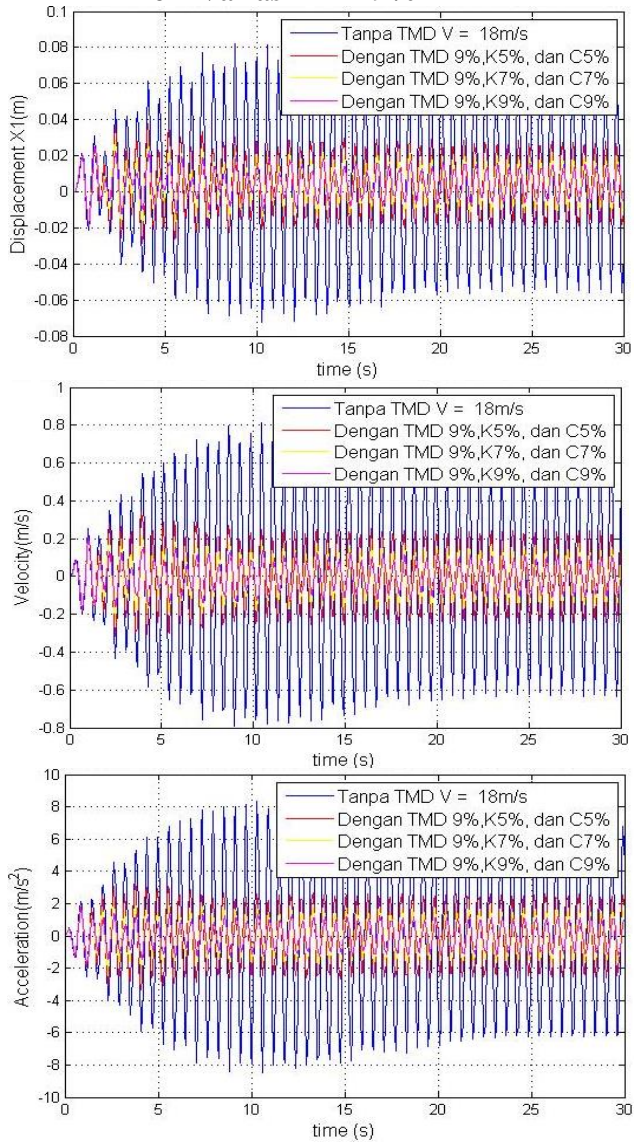 0.1
0.08
0.06
0.04
0.02
0
-0.02
-0.04
-0.06
-0.08
Displacement X1(m)
Tanpa TMD V = 18m/s
Dengan TMD 9%,K5%, dan C5%
Dengan TMD 9%,K7%, dan C7%
Dengan TMD 9%,K9%, dan C9%
0 5 10 15 20 25 30
time (s)
1
0.8
0.6
0.4
0.2
0
-0.2
-0.4
-0.6
-0.8
Velocity(m/s)
Tanpa TMD V = 18m/s
Dengan TMD 9%,K5%, dan C5%
Dengan TMD 9%,K7%, dan C7%
Dengan TMD 9%,K9%, dan C9%
0 5 10 15 20 25 30
time (s)
10
8
6
4
2
0
-2
-4
-6
-8
-10
Acceleration(m/s²)
Tanpa TMD V = 18m/s
Dengan TMD 9%,K5%, dan C5%
Dengan TMD 9%,K7%, dan C7%
Dengan TMD 9%,K9%, dan C9%
0 5 10 15 20 25 30
time (s)